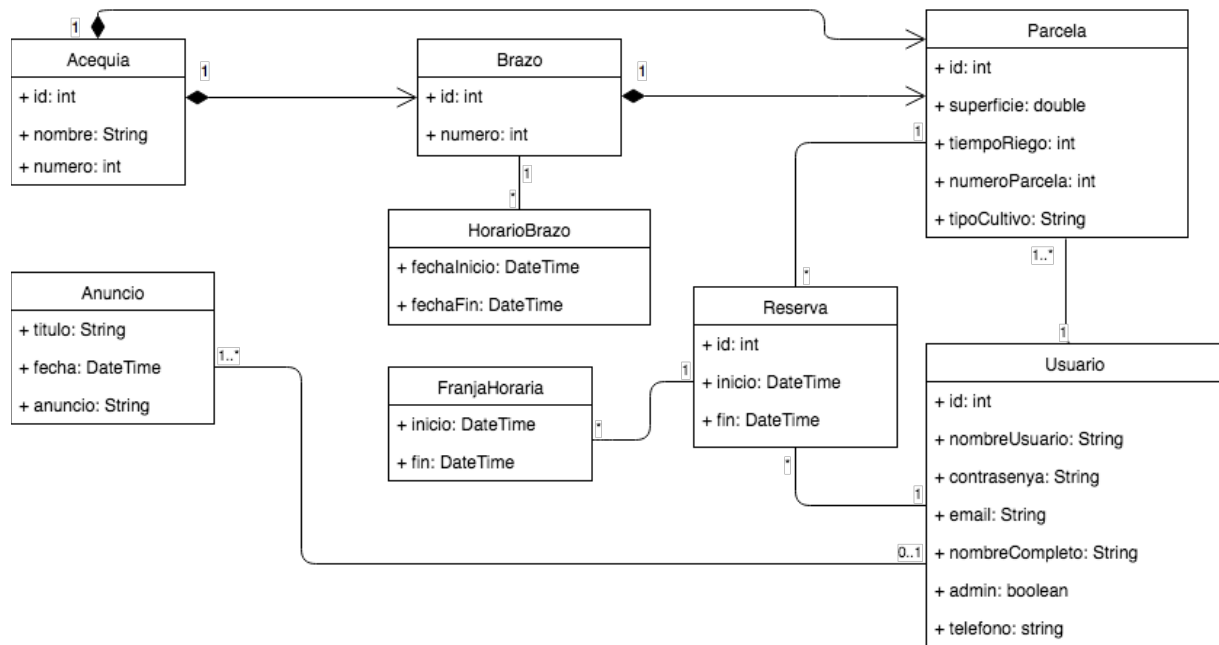 1
Acequia
+ id: int
+ nombre: String
+ numero: int
1
Brazo
+ id: int
+ numero: int
1
Parcela
+ id: int
+ superficie: double
+ tiempoRiego: int
+ numeroParcela: int
+ tipoCultivo: String
1
1
*
HorarioBrazo
+ fechaInicio: DateTime
+ fechaFin: DateTime
1..*
1
Anuncio
+ titulo: String
+ fecha: DateTime
+ anuncio: String
1..*
*
Reserva
+ id: int
+ inicio: DateTime
+ fin: DateTime
1
*
FranjaHoraria
+ inicio: DateTime
+ fin: DateTime
*
1
0..1
Usuario
+ id: int
+ nombreUsuario: String
+ contrasenya: String
+ email: String
+ nombreCompleto: String
+ admin: boolean
+ telefono: string